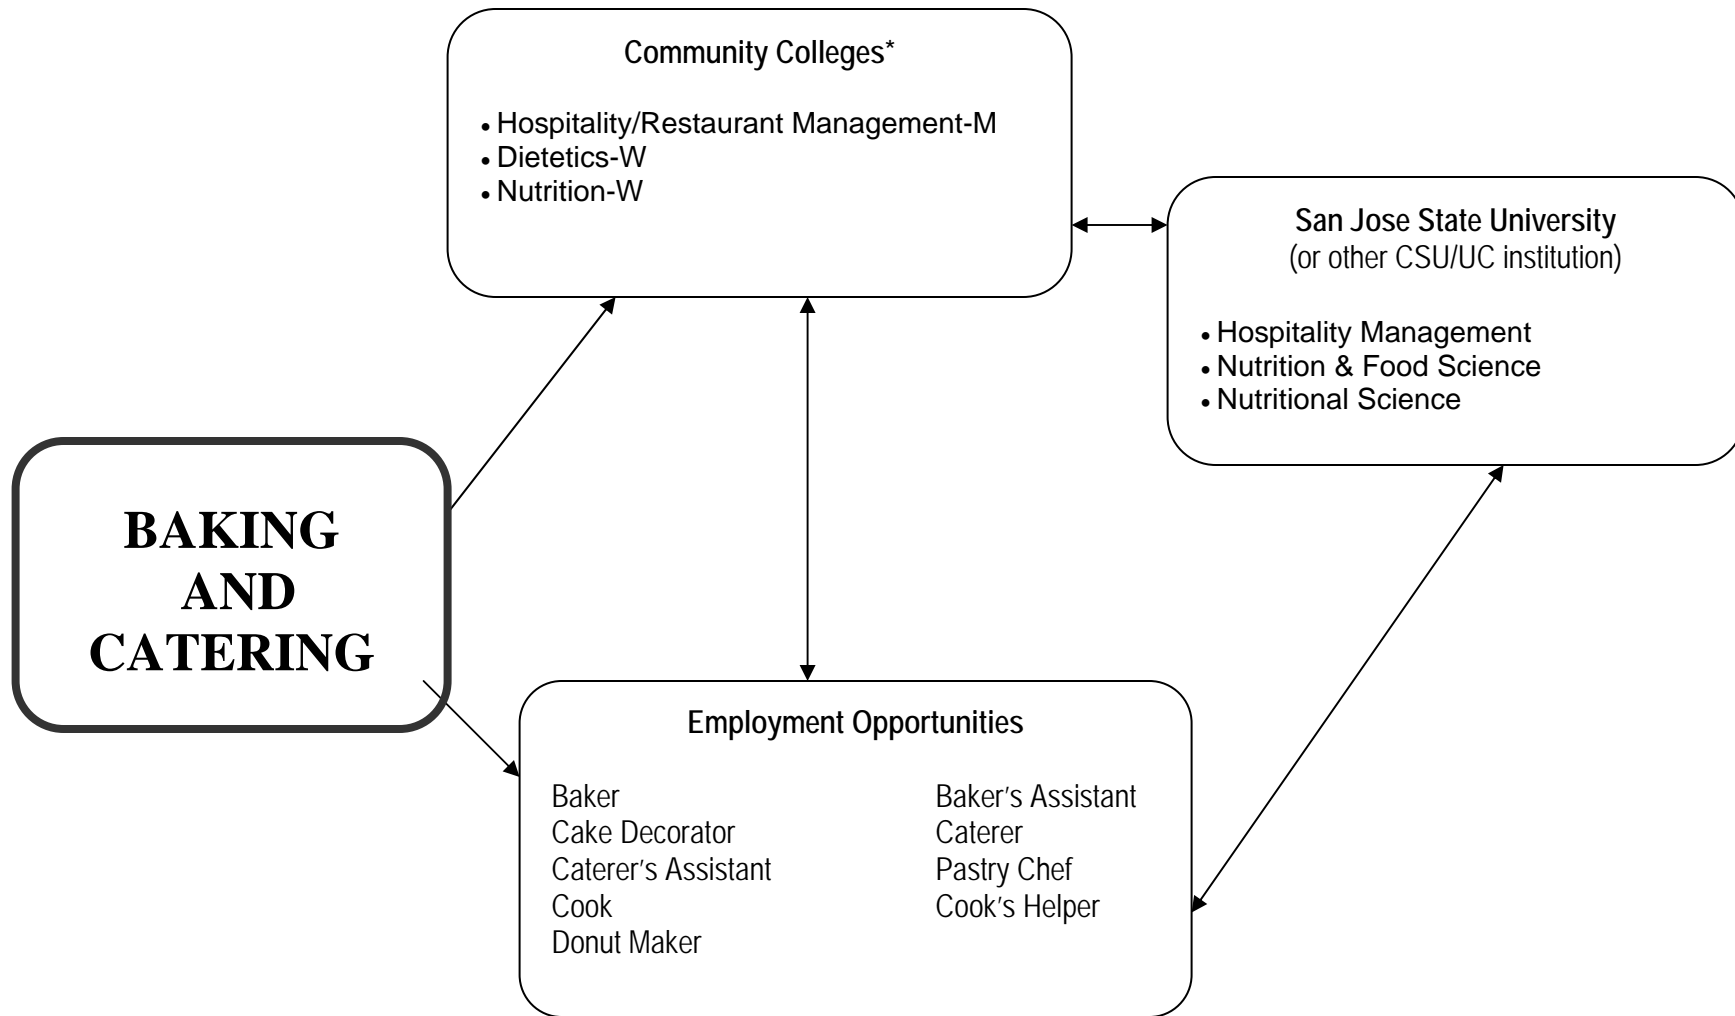 Community Colleges*
• Hospitality/Restaurant Management-M
• Dietetics-W
• Nutrition-W
San Jose State University
(or other CSU/UC institution)
• Hospitality Management
• Nutrition & Food Science
• Nutritional Science
BAKING
AND
CATERING
Employment Opportunities
Baker
Cake Decorator
Caterer's Assistant
Cook
Donut Maker
Baker's Assistant
Caterer
Pastry Chef
Cook's Helper